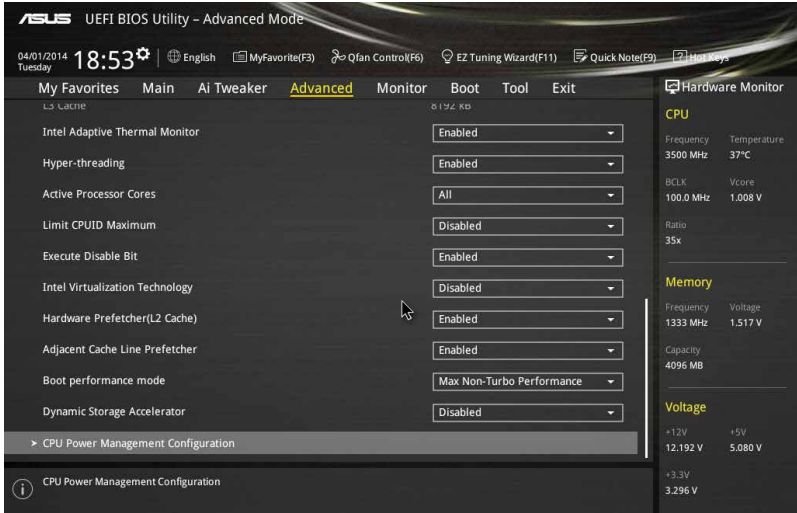 ASUS UEFI BIOS Utility – Advanced Mode
04/01/2014 Tuesday 18:53 English MyFavorite(F3) Qfan Control(F6) EZ Tuning Wizard(F11) Quick Note(F9) ? Hot Keys
My Favorites Main Ai Tweaker Advanced Monitor Boot Tool Exit
L3 Cache 8192 kB
Intel Adaptive Thermal Monitor Enabled
Hyper-threading Enabled
Active Processor Cores All
Limit CPUID Maximum Disabled
Execute Disable Bit Enabled
Intel Virtualization Technology Disabled
Hardware Prefetcher(L2 Cache) Enabled
Adjacent Cache Line Prefetcher Enabled
Boot performance mode Max Non-Turbo Performance
Dynamic Storage Accelerator Disabled
> CPU Power Management Configuration
i CPU Power Management Configuration
Hardware Monitor
CPU
Frequency Temperature
3500 MHz 37°C
BCLK Vcore
100.0 MHz 1.008 V
Ratio
35x
Memory
Frequency Voltage
1333 MHz 1.517 V
Capacity
4096 MB
Voltage
+12V +5V
12.192 V 5.080 V
+3.3V
3.296 V